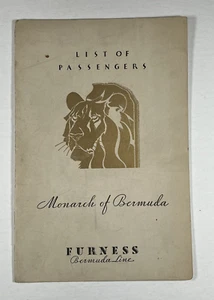 LIST OF
PASSENGERS
Monarch of Bermuda
FURNESS
Bermuda Line